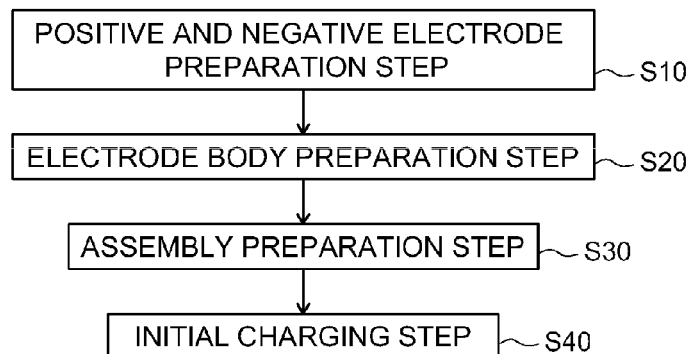 POSITIVE AND NEGATIVE ELECTRODE
PREPARATION STEP
S10
ELECTRODE BODY PREPARATION STEP
S20
ASSEMBLY PREPARATION STEP
S30
INITIAL CHARGING STEP
S40